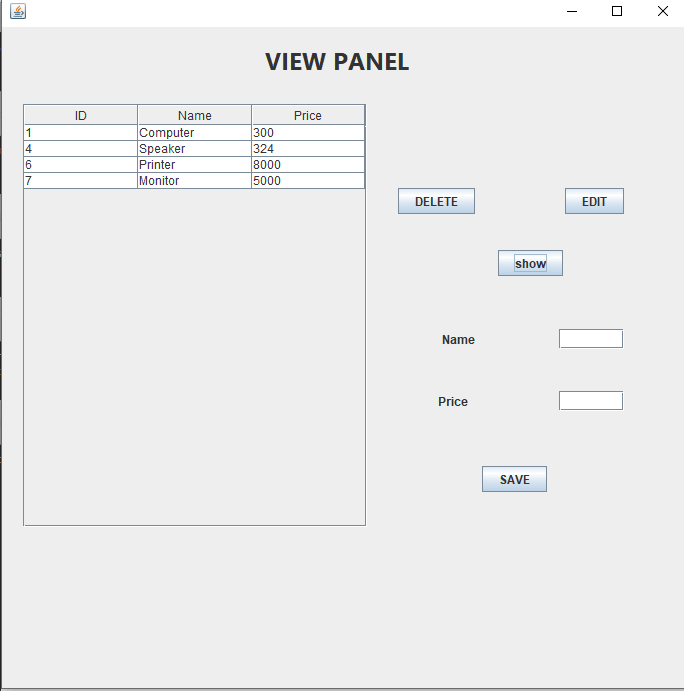 VIEW PANEL
ID Name Price
1 Computer 300
4 Speaker 324
6 Printer 8000
7 Monitor 5000
DELETE EDIT
show
Name
Price
SAVE